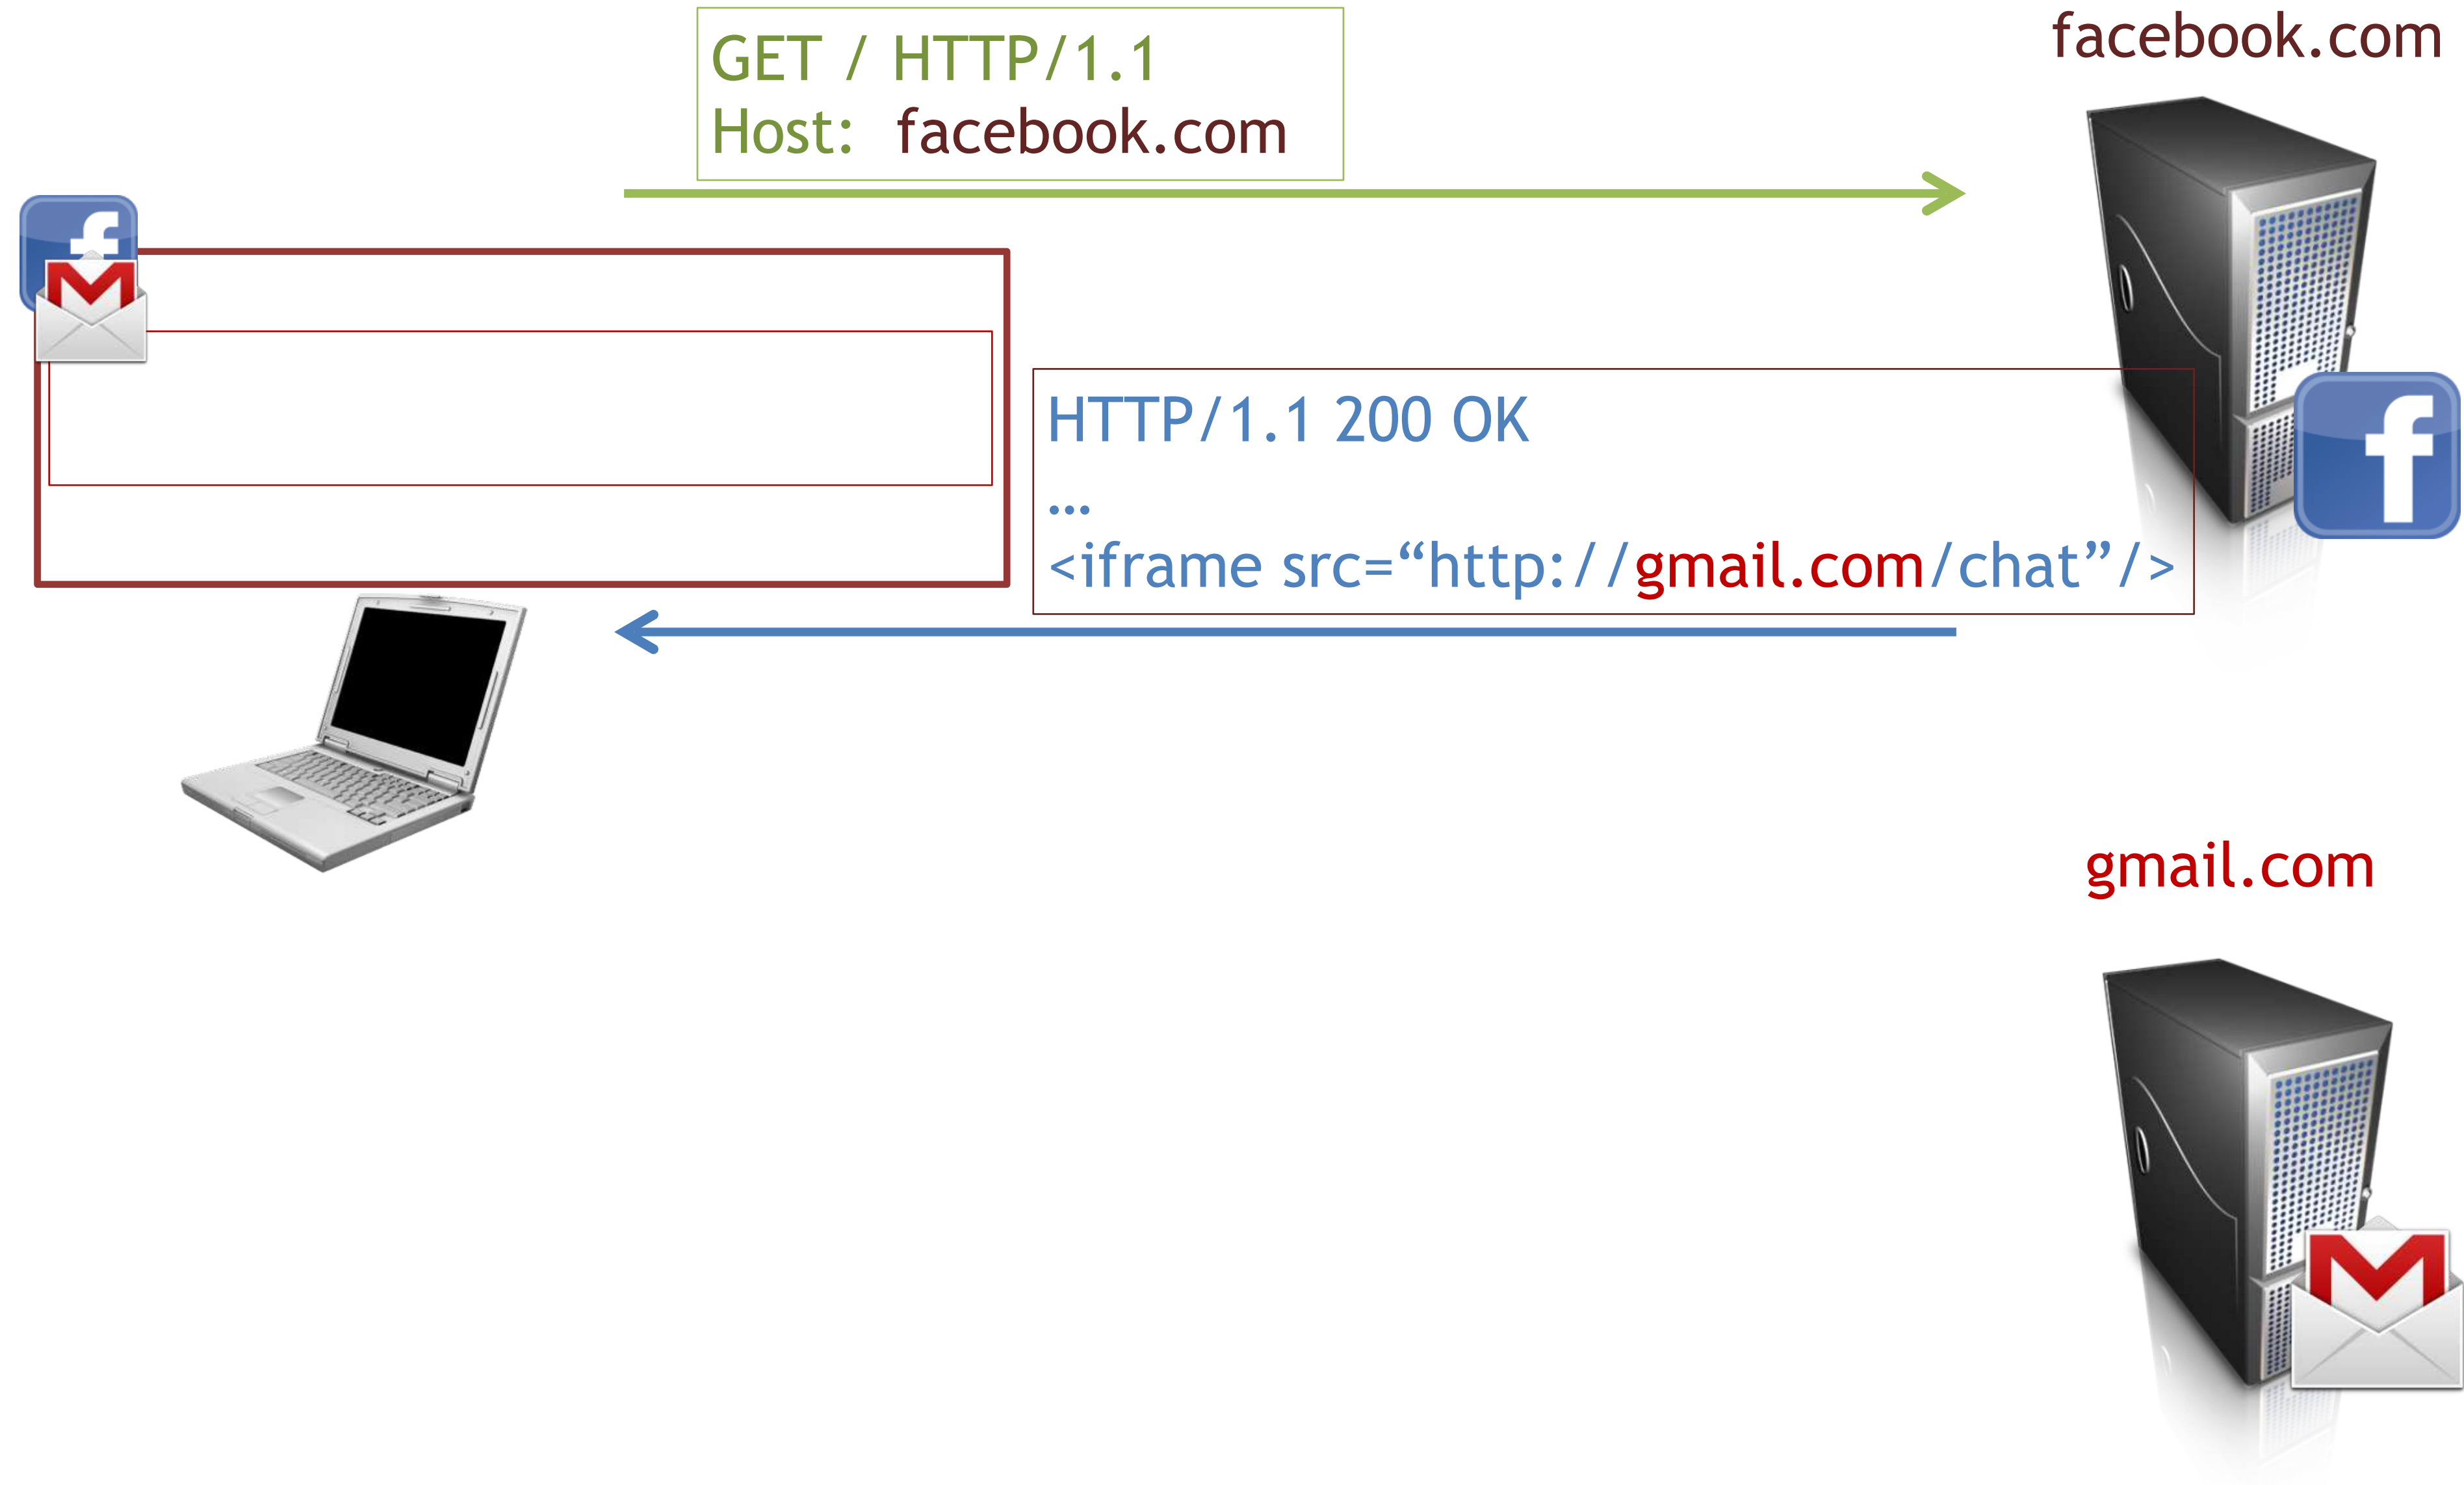 facebook.com
GET / HTTP/1.1
Host: facebook.com
HTTP/1.1 200 OK
…
<iframe src=“http://gmail.com/chat”/>
gmail.com